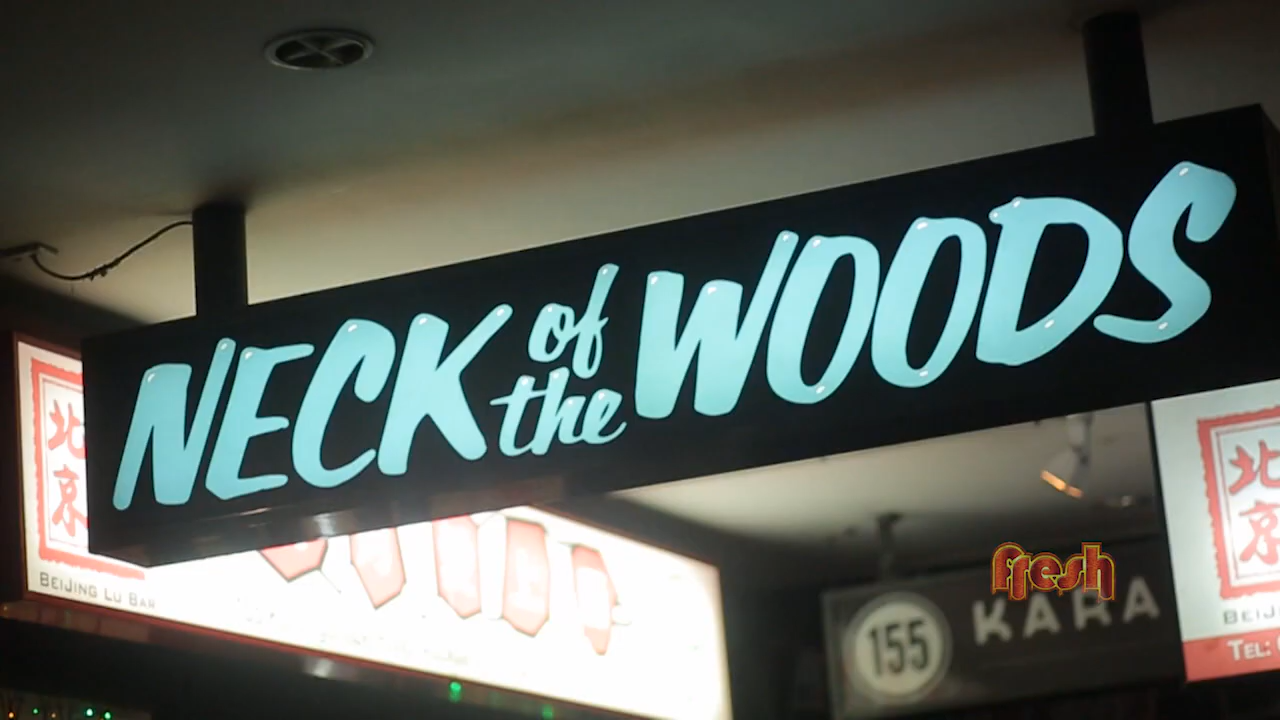 NECK of the WOODS
北京
BEIJING LU BAR
fresh
155 KARA
北京
BEIJ
TEL: